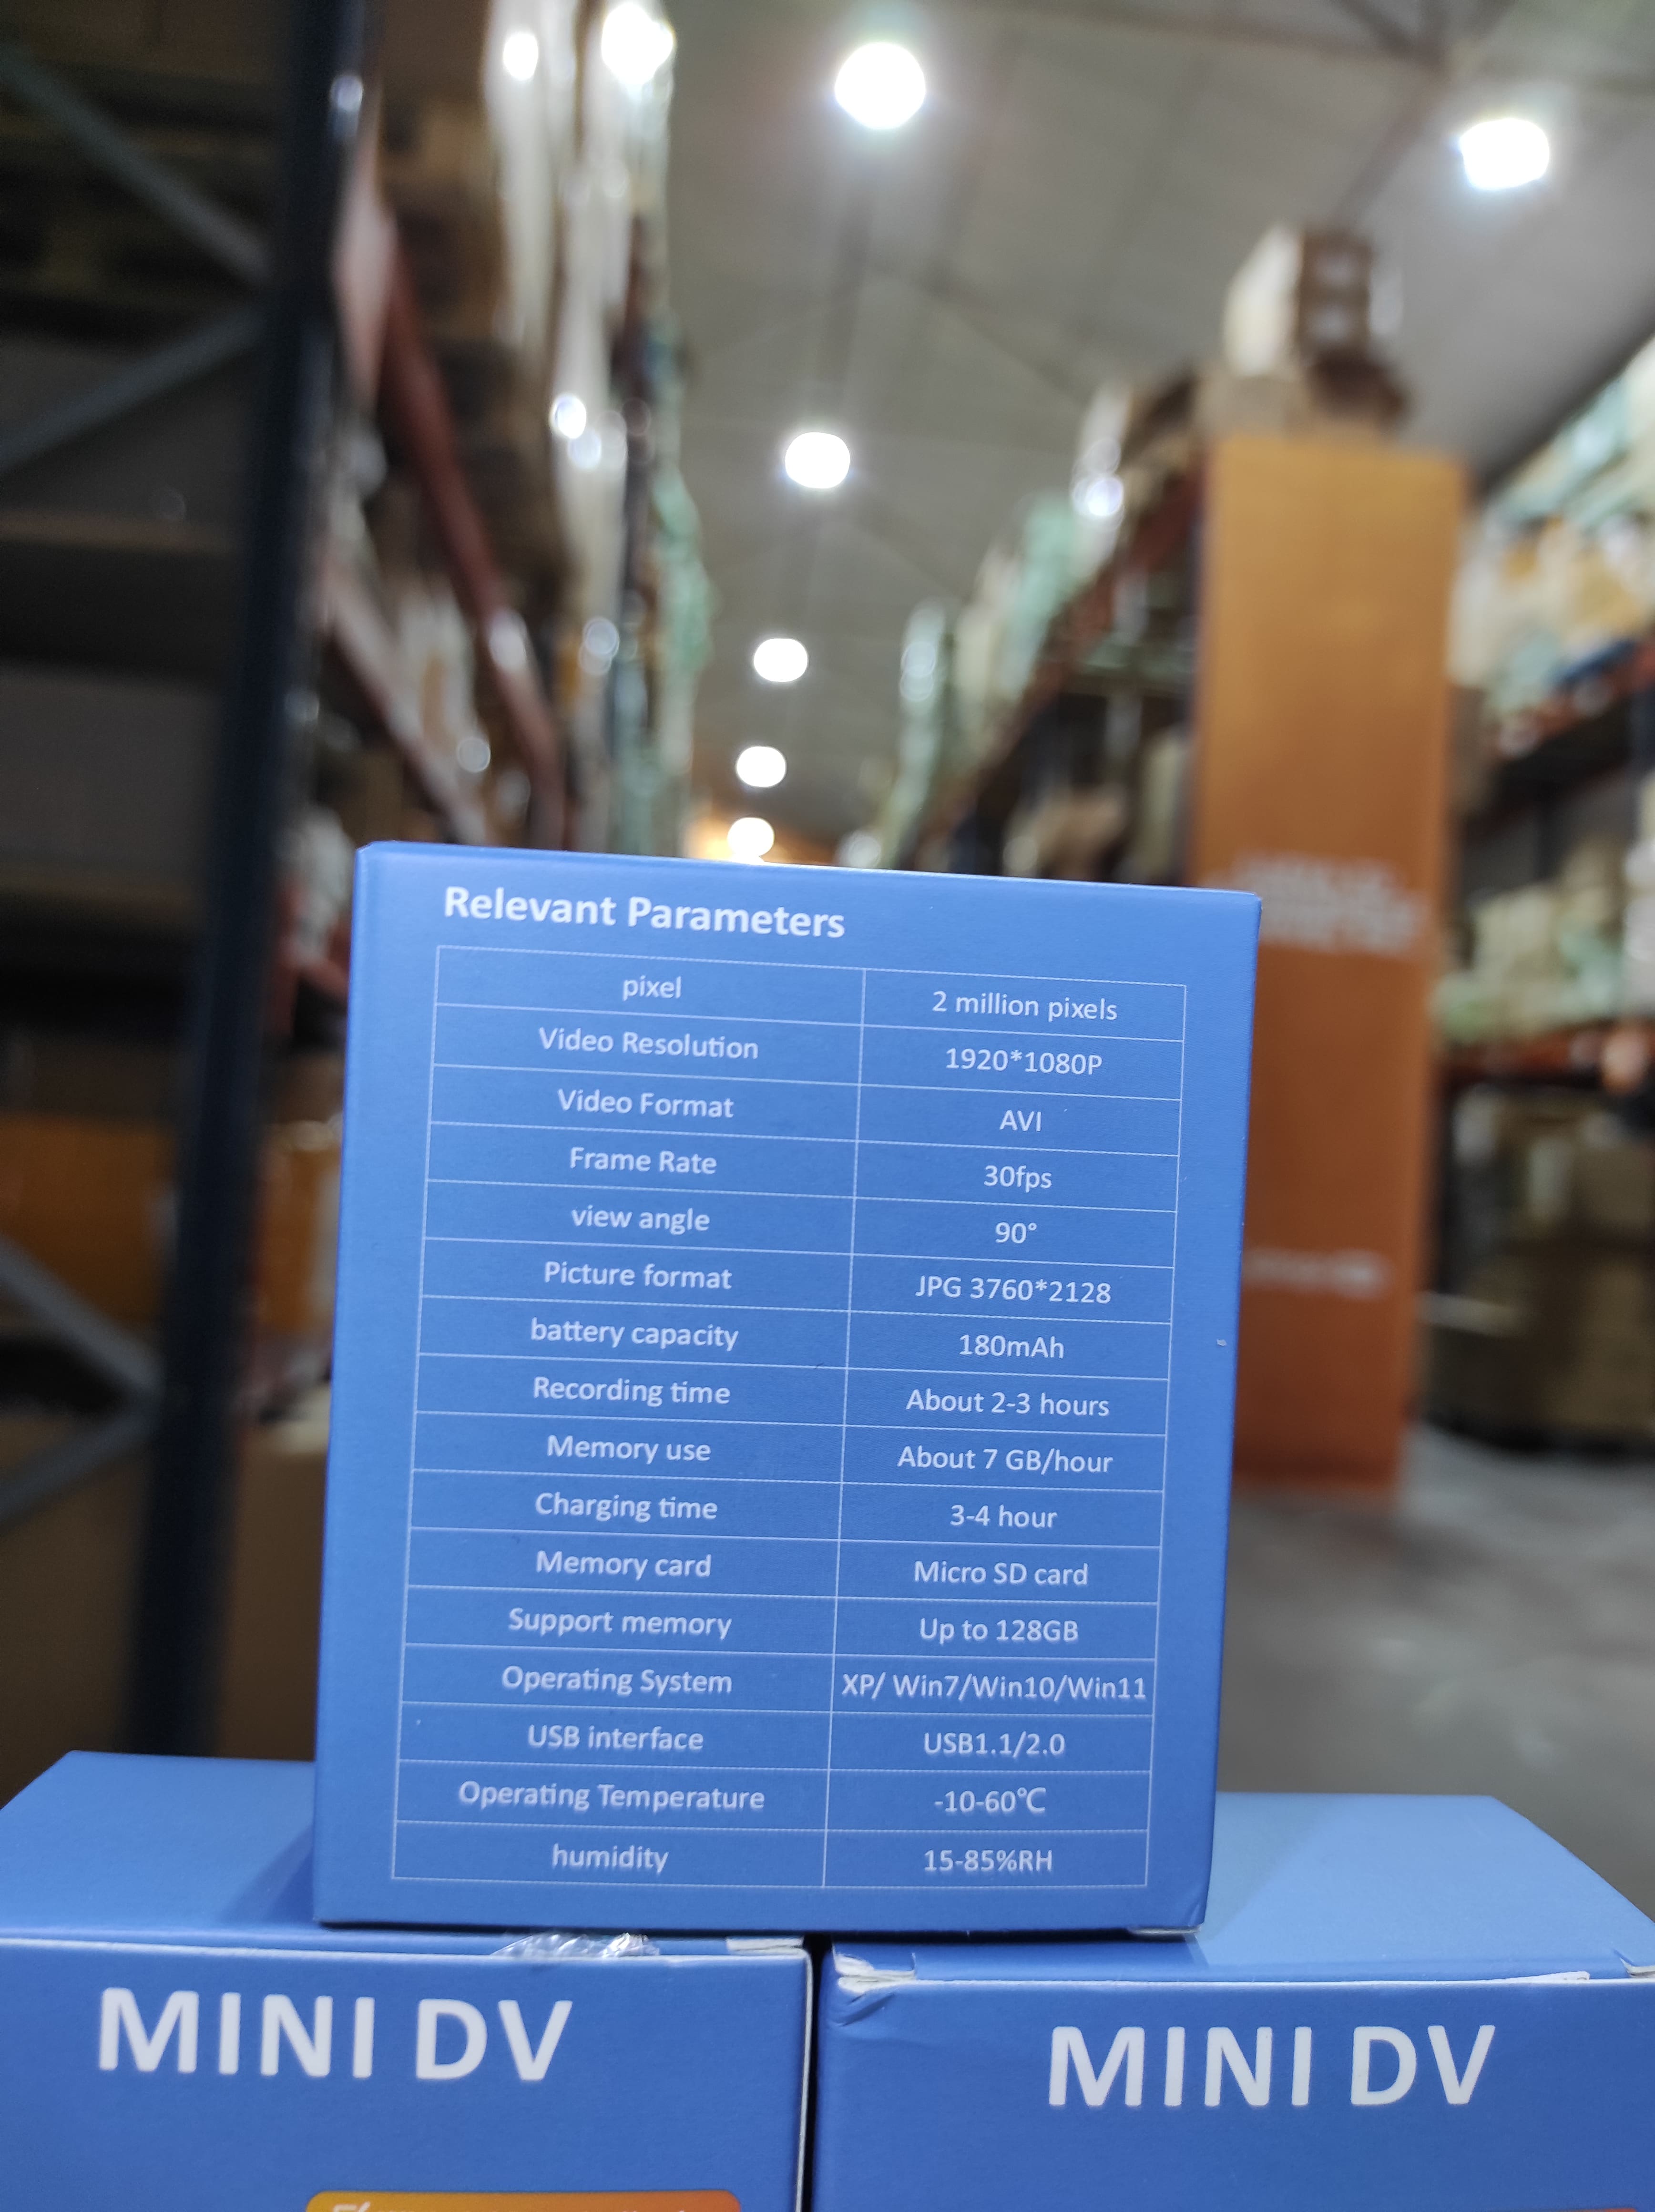 Relevant Parameters
pixel 2 million pixels
Video Resolution 1920*1080P
Video Format AVI
Frame Rate 30fps
view angle 90°
Picture format JPG 3760*2128
battery capacity 180mAh
Recording time About 2-3 hours
Memory use About 7 GB/hour
Charging time 3-4 hour
Memory card Micro SD card
Support memory Up to 128GB
Operating System XP/ Win7/Win10/Win11
USB interface USB1.1/2.0
Operating Temperature -10-60℃
humidity 15-85%RH
MINI DV MINI DV